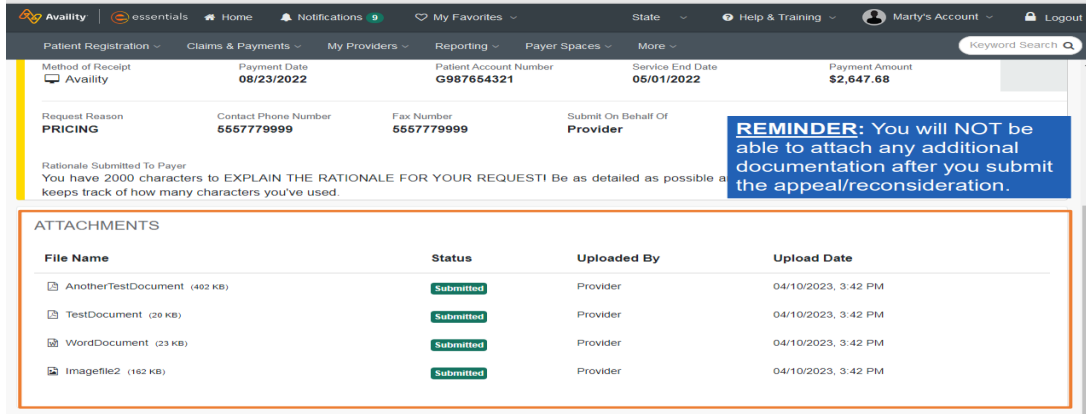 Availity essentials Home Notifications 9 My Favorites State Help & Training Marty's Account Logout
Patient Registration Claims & Payments My Providers Reporting Payer Spaces More Keyword Search
Method of Receipt Payment Date Patient Account Number Service End Date Payment Amount
Availity 08/23/2022 G987654321 05/01/2022 $2,647.68
Request Reason Contact Phone Number Fax Number Submit On Behalf Of
PRICING 5557779999 5557779999 Provider
REMINDER: You will NOT be
able to attach any additional
documentation after you submit
the appeal/reconsideration.
Rationale Submitted To Payer
You have 2000 characters to EXPLAIN THE RATIONALE FOR YOUR REQUEST! Be as detailed as possible
keeps track of how many characters you've used.
ATTACHMENTS
File Name Status Uploaded By Upload Date
AnotherTestDocument (402 KB) Submitted Provider 04/10/2023, 3:42 PM
TestDocument (20 KB) Submitted Provider 04/10/2023, 3:42 PM
WordDocument (23 KB) Submitted Provider 04/10/2023, 3:42 PM
Imagefile2 (162 KB) Submitted Provider 04/10/2023, 3:42 PM